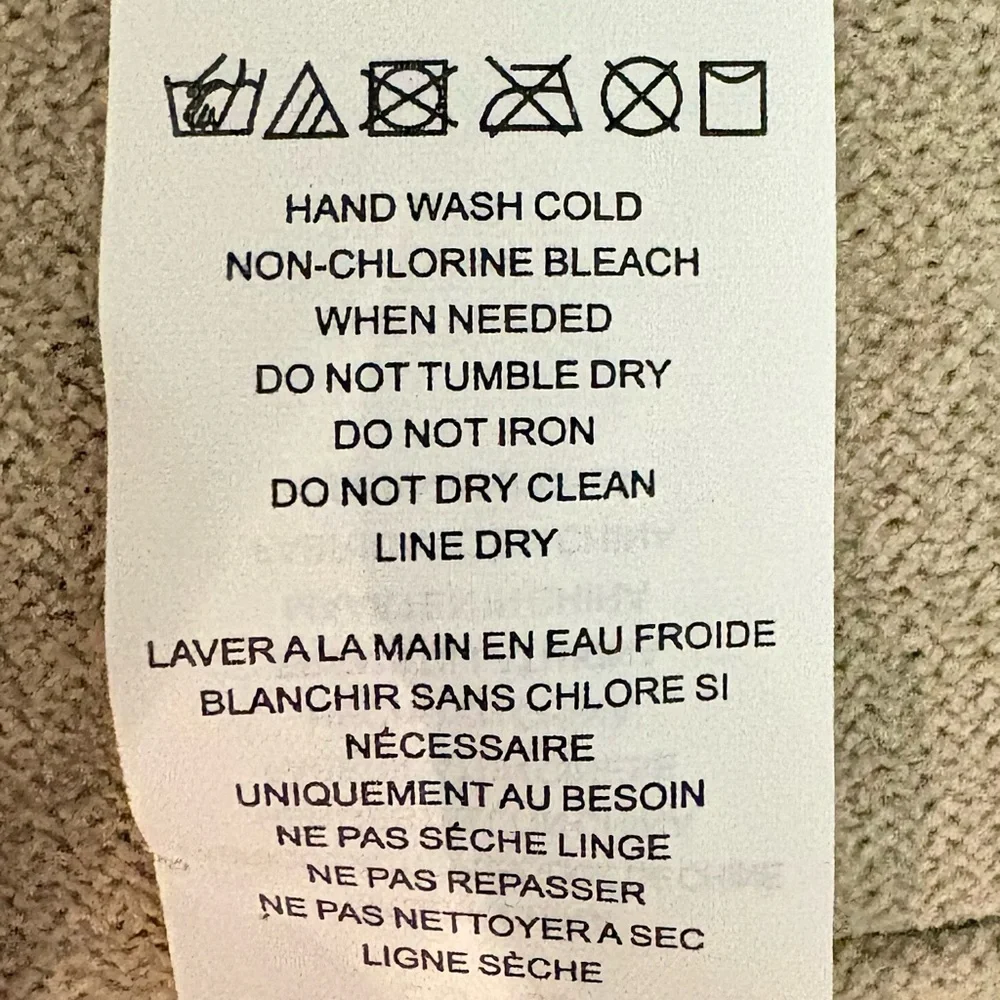 HAND WASH COLD
NON-CHLORINE BLEACH
WHEN NEEDED
DO NOT TUMBLE DRY
DO NOT IRON
DO NOT DRY CLEAN
LINE DRY
LAVER A LA MAIN EN EAU FROIDE
BLANCHIR SANS CHLORE SI
NÉCESSAIRE
UNIQUEMENT AU BESOIN
NE PAS SÉCHE LINGE
NE PAS REPASSER
NE PAS NETTOYER A SEC
LIGNE SÈCHE